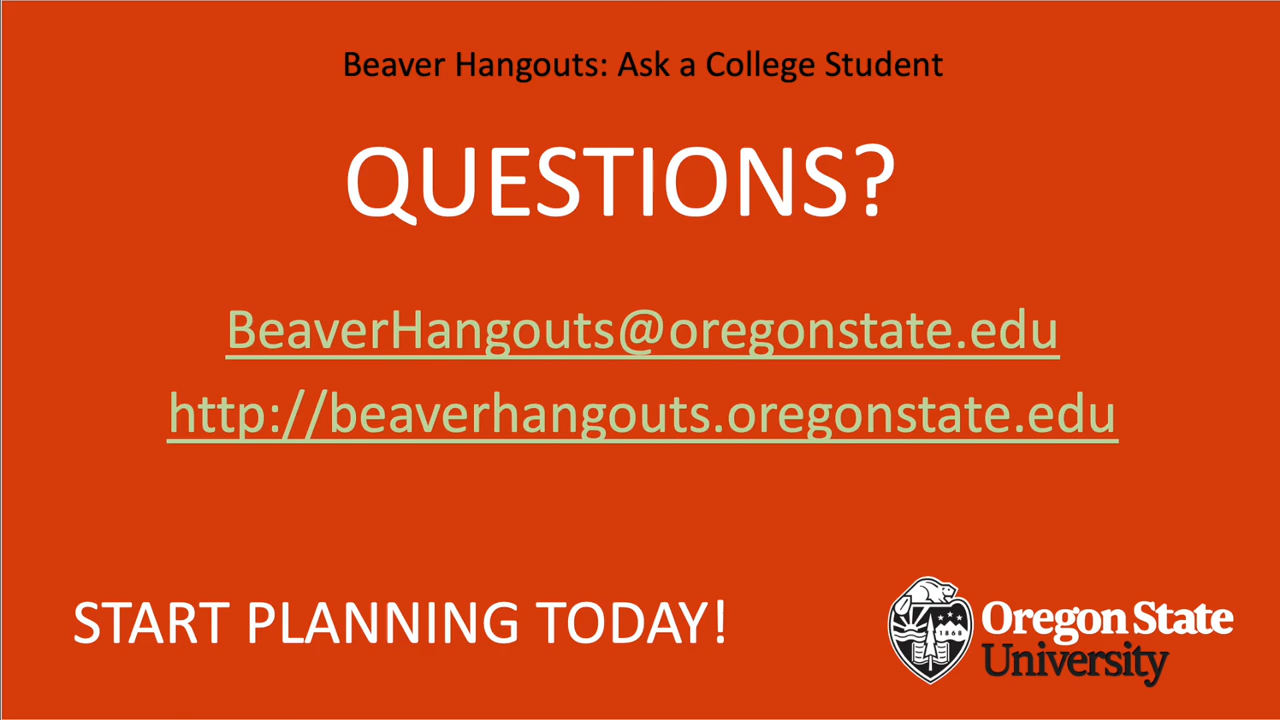 Beaver Hangouts: Ask a College Student
QUESTIONS?
BeaverHangouts@oregonstate.edu
http://beaverhangouts.oregonstate.edu
START PLANNING TODAY!
1868
Oregon State
University